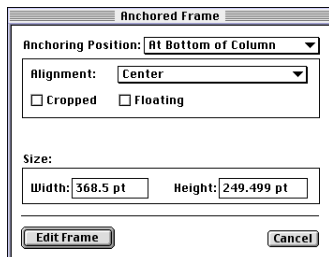 Anchored Frame
Anchoring Position: At Bottom of Column
Alignment: Center
Cropped Floating
Size:
Width: 368.5 pt Height: 249.499 pt
Edit Frame Cancel